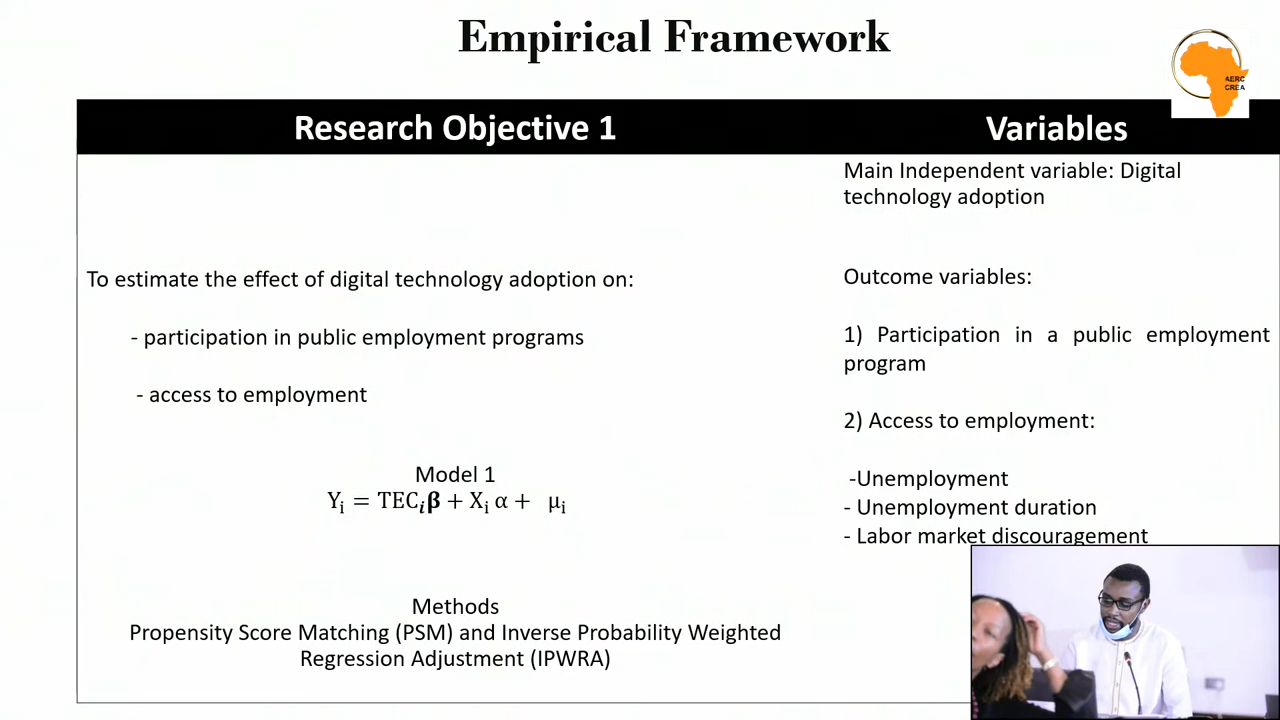 Empirical Framework
AERC
CREA
Research Objective 1
Variables
Main Independent variable: Digital
technology adoption
To estimate the effect of digital technology adoption on:
- participation in public employment programs
- access to employment
Model 1
Yᵢ = TECᵢβ + Xᵢ α + μᵢ
Methods
Propensity Score Matching (PSM) and Inverse Probability Weighted
Regression Adjustment (IPWRA)
Outcome variables:
1) Participation in a public employment
program
2) Access to employment:
-Unemployment
- Unemployment duration
- Labor market discouragement